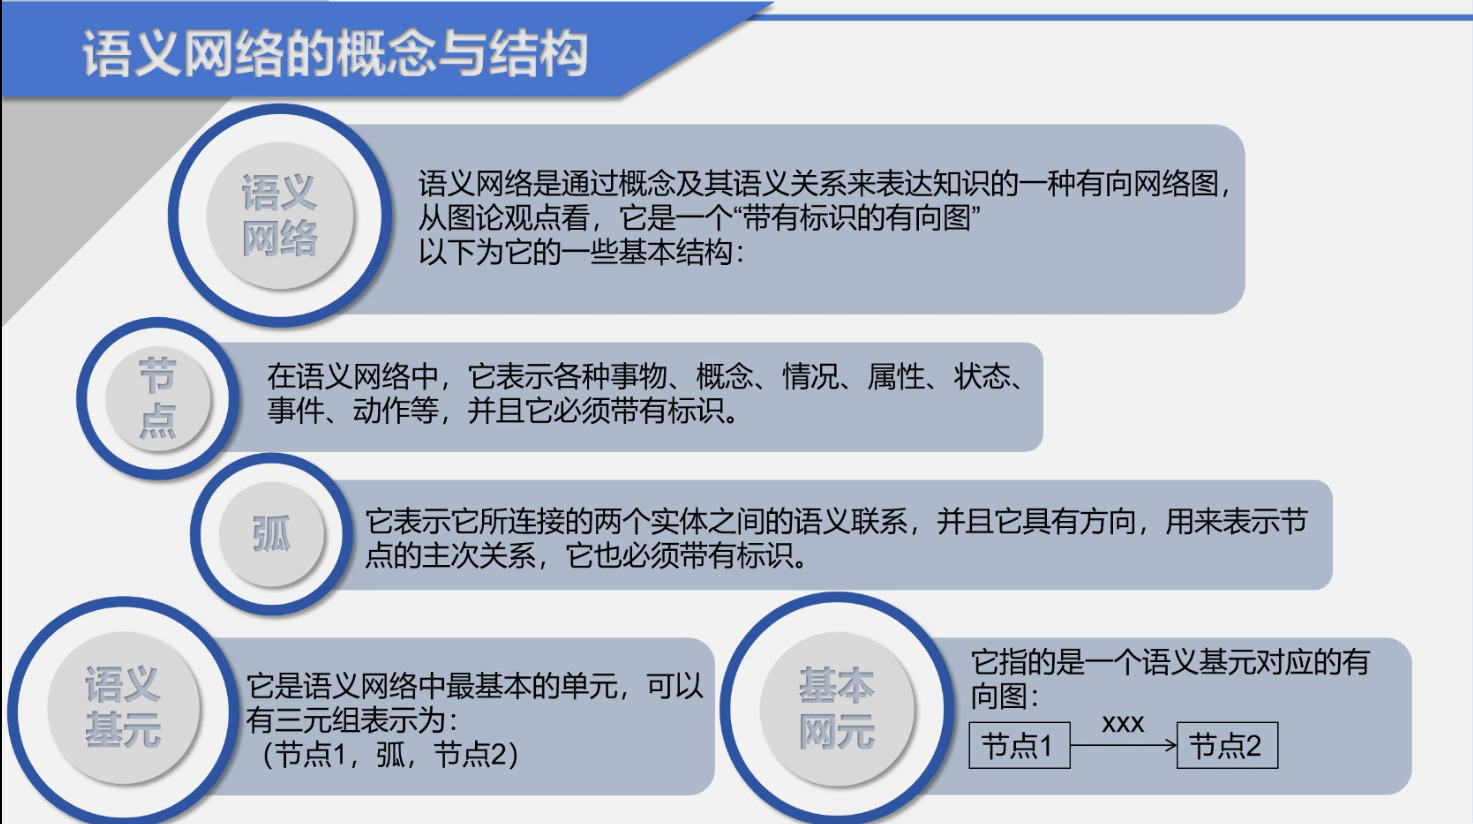 语义网络的概念与结构
语义
网络
语义网络是通过概念及其语义关系来表达知识的一种有向网络图，
从图论观点看，它是一个“带有标识的有向图”
以下为它的一些基本结构：
节
点
在语义网络中，它表示各种事物、概念、情况、属性、状态、
事件、动作等，并且它必须带有标识。
弧
它表示它所连接的两个实体之间的语义联系，并且它具有方向，用来表示节
点的主次关系，它也必须带有标识。
语义
基元
它是语义网络中最基本的单元，可以
有三元组表示为：
（节点1，弧，节点2）
基本
网元
它指的是一个语义基元对应的有
向图：
xxx
节点1
节点2